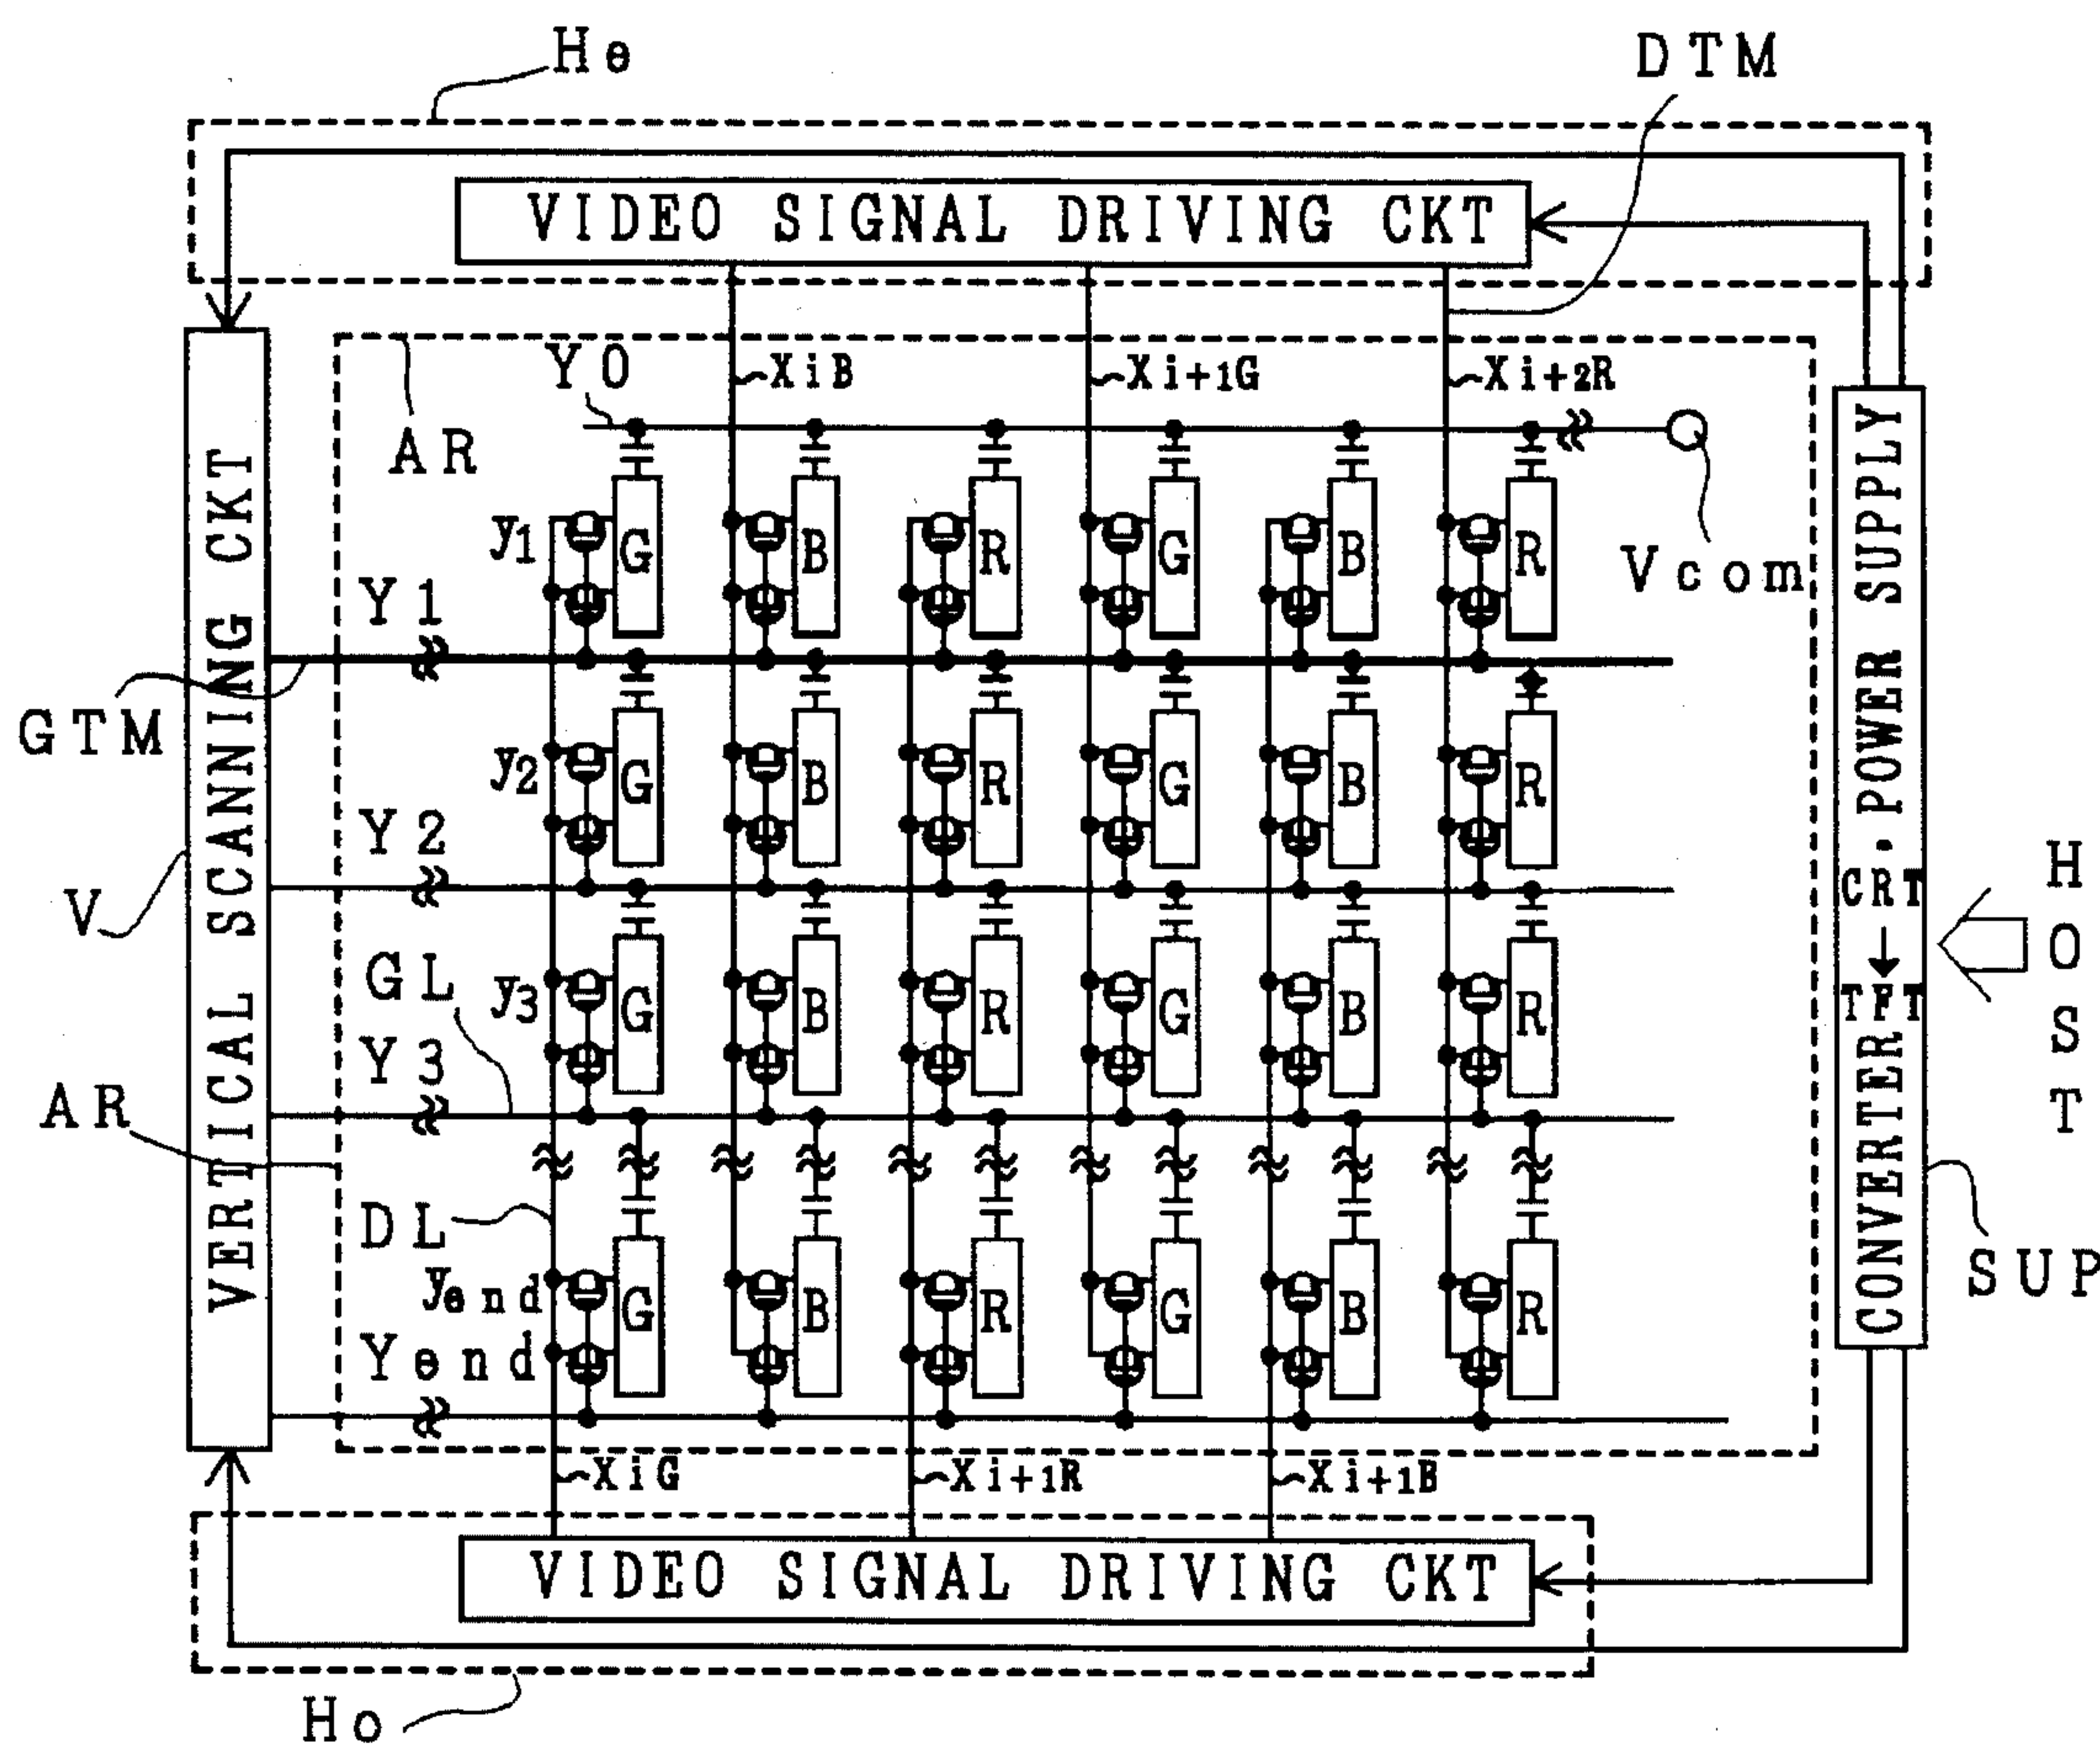 He
DTM
VIDEO SIGNAL DRIVING CKT
XiB
Xi+1G
Xi+2R
Y0
AR
Vcom
VERTICAL SCANNING CKT
y1
G B R G B R
Y1
GTM
y2
G B R G B R
Y2
V
GL
y3
G B R G B R
Y3
AR
DL
yend
G B R G B R
Yend
XiG
Xi+1R
Xi+1B
VIDEO SIGNAL DRIVING CKT
Ho
POWER SUPPLY
CRT
↓
TFT
CONVERTER
HOST
SUP